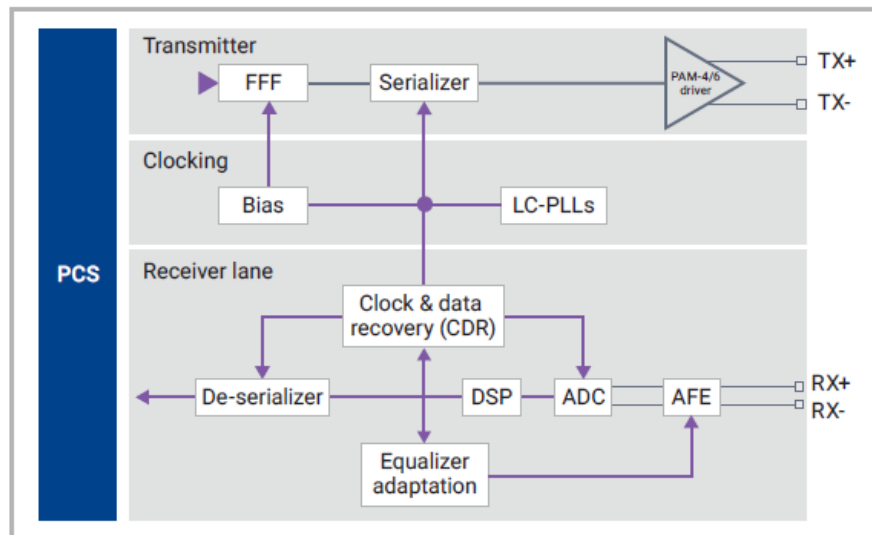 PCS
Transmitter
FFF
Serializer
PAM-4/6
driver
TX+
TX-
Clocking
Bias
LC-PLLs
Receiver lane
Clock & data
recovery (CDR)
De-serializer
DSP
ADC
AFE
RX+
RX-
Equalizer
adaptation